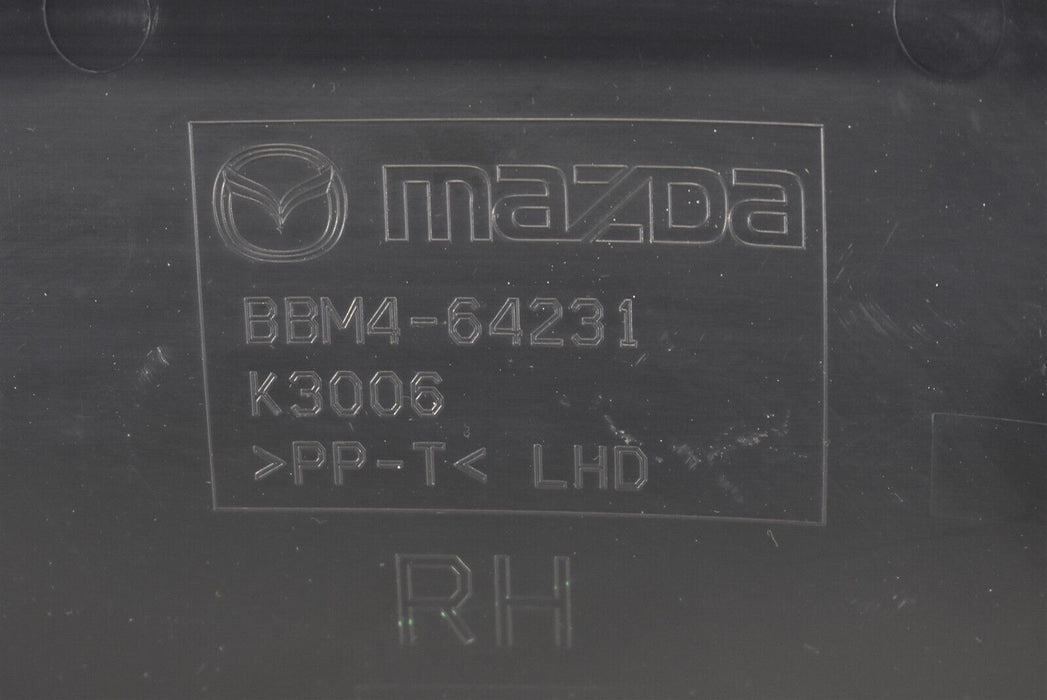 mazda
BBM4-64231
K3006
>PP-T< LHD
RH